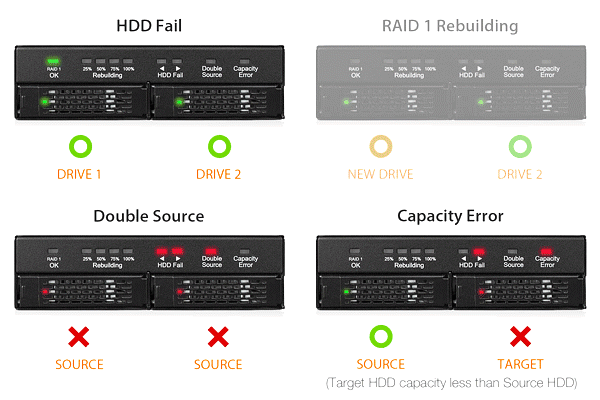 HDD Fail
RAID 1 OK
25% 50% 75% 100%
Rebuilding
HDD Fail
Double Source
Capacity Error
DRIVE 1
DRIVE 2
RAID 1 Rebuilding
RAID 1 OK
25% 50% 75% 100%
Rebuilding
HDD Fail
Double Source
Capacity Error
NEW DRIVE
DRIVE 2
Double Source
RAID 1 OK
25% 50% 75% 100%
Rebuilding
HDD Fail
Double Source
Capacity Error
SOURCE
SOURCE
Capacity Error
RAID 1 OK
25% 50% 75% 100%
Rebuilding
HDD Fail
Double Source
Capacity Error
SOURCE
TARGET
(Target HDD capacity less than Source HDD)